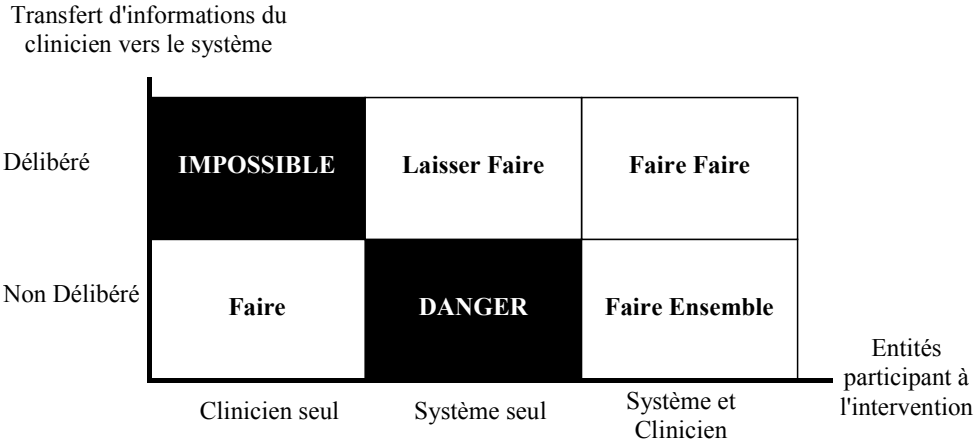 Transfert d'informations du
clinicien vers le système
Délibéré
IMPOSSIBLE
Laisser Faire
Faire Faire
Non Délibéré
Faire
DANGER
Faire Ensemble
Entités
participant à
l'intervention
Clinicien seul
Système seul
Système et
Clinicien